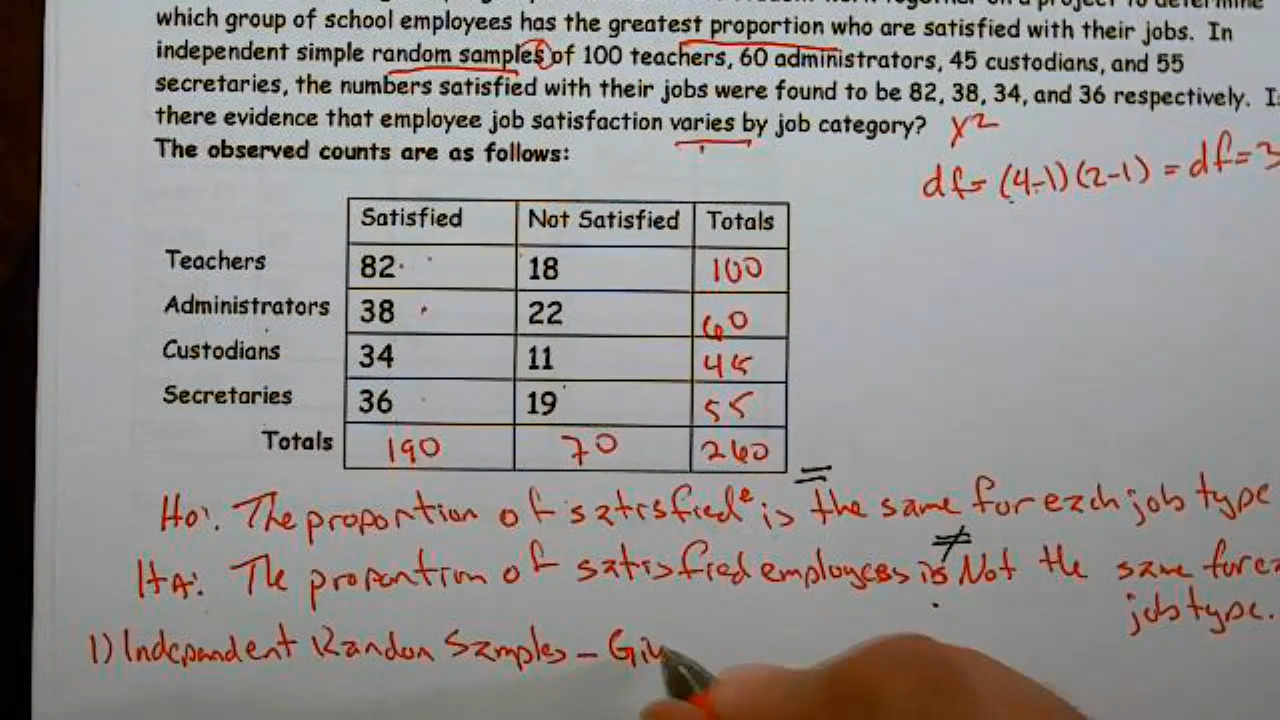 which group of school employees has the greatest proportion who are satisfied with their jobs. In
independent simple random samples of 100 teachers, 60 administrators, 45 custodians, and 55
secretaries, the numbers satisfied with their jobs were found to be 82, 38, 34, and 36 respectively. I
there evidence that employee job satisfaction varies by job category? X²
The observed counts are as follows:
df= (4-1)(2-1) = df=3
Satisfied Not Satisfied Totals
Teachers 82 18 100
Administrators 38 22 60
Custodians 34 11 45
Secretaries 36 19 55
Totals 190 70 260
=
Ho: The proportion of satisfied e is the same for each job type
≠
HA: The proportion of satisfied employees is Not the same for ea
job type.
1) Independent Random Samples - Giv